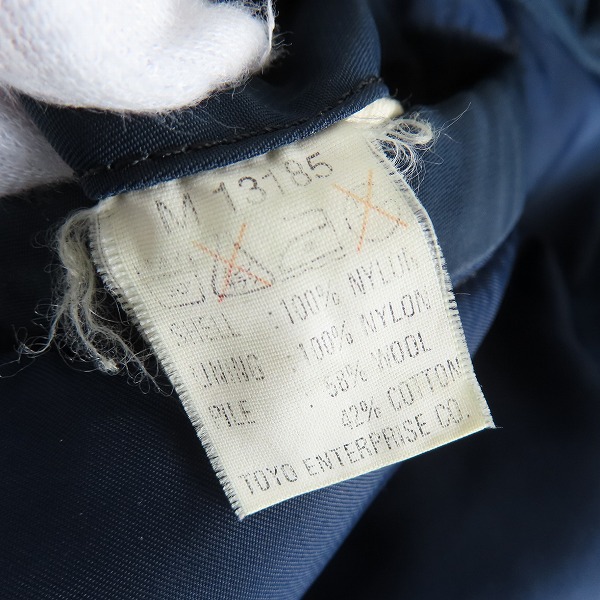 M 13185
SHELL : 100% NYLON
LINING : 100% NYLON
PILE : 58% WOOL
42% COTTON
TOYO ENTERPRISE CO.